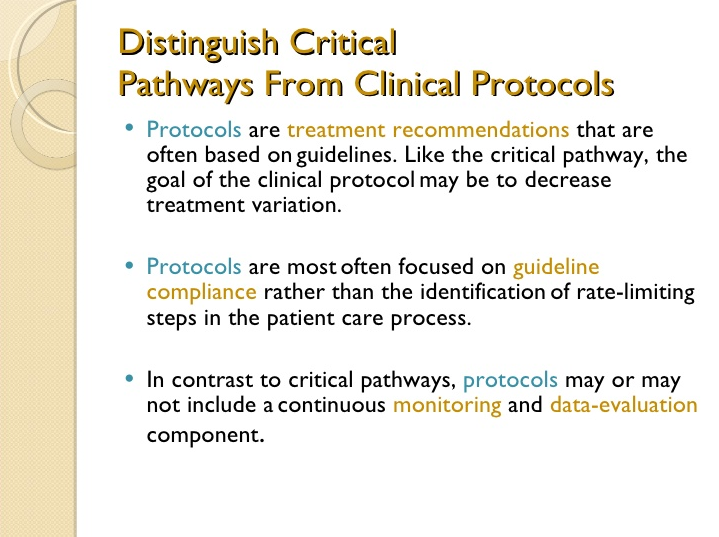 Distinguish Critical
Pathways From Clinical Protocols
• Protocols are treatment recommendations that are
often based on guidelines. Like the critical pathway, the
goal of the clinical protocol may be to decrease
treatment variation.
• Protocols are most often focused on guideline
compliance rather than the identification of rate-limiting
steps in the patient care process.
• In contrast to critical pathways, protocols may or may
not include a continuous monitoring and data-evaluation
component.